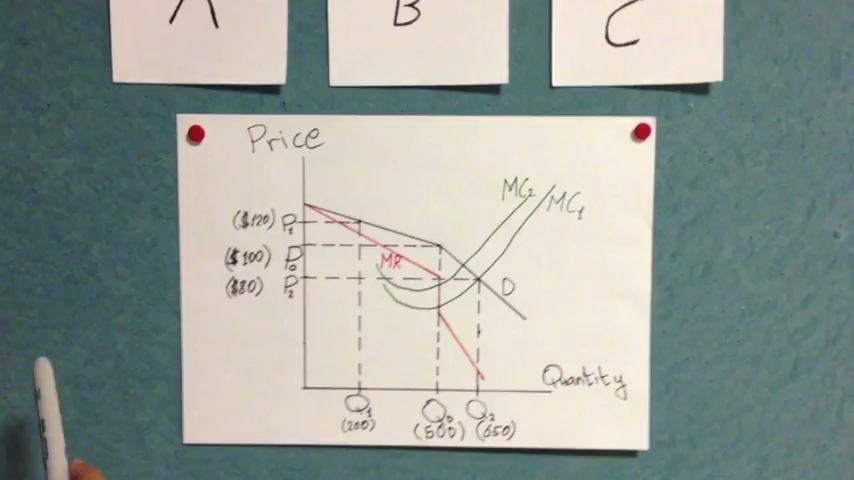 A
B
C
Price
MC2
MC1
($120) P1
($100) P0
MR
($80) P2
D
Quantity
Q1
Q0
Q2
(200)
(500)
(650)